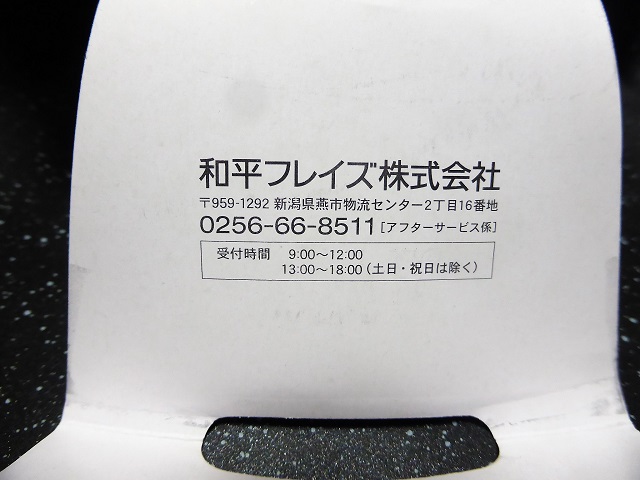 和平フレイズ株式会社
〒959-1292 新潟県燕市物流センター2丁目16番地
0256-66-8511［アフターサービス係］
受付時間 9:00〜12:00
13:00〜18:00（土日・祝日は除く）